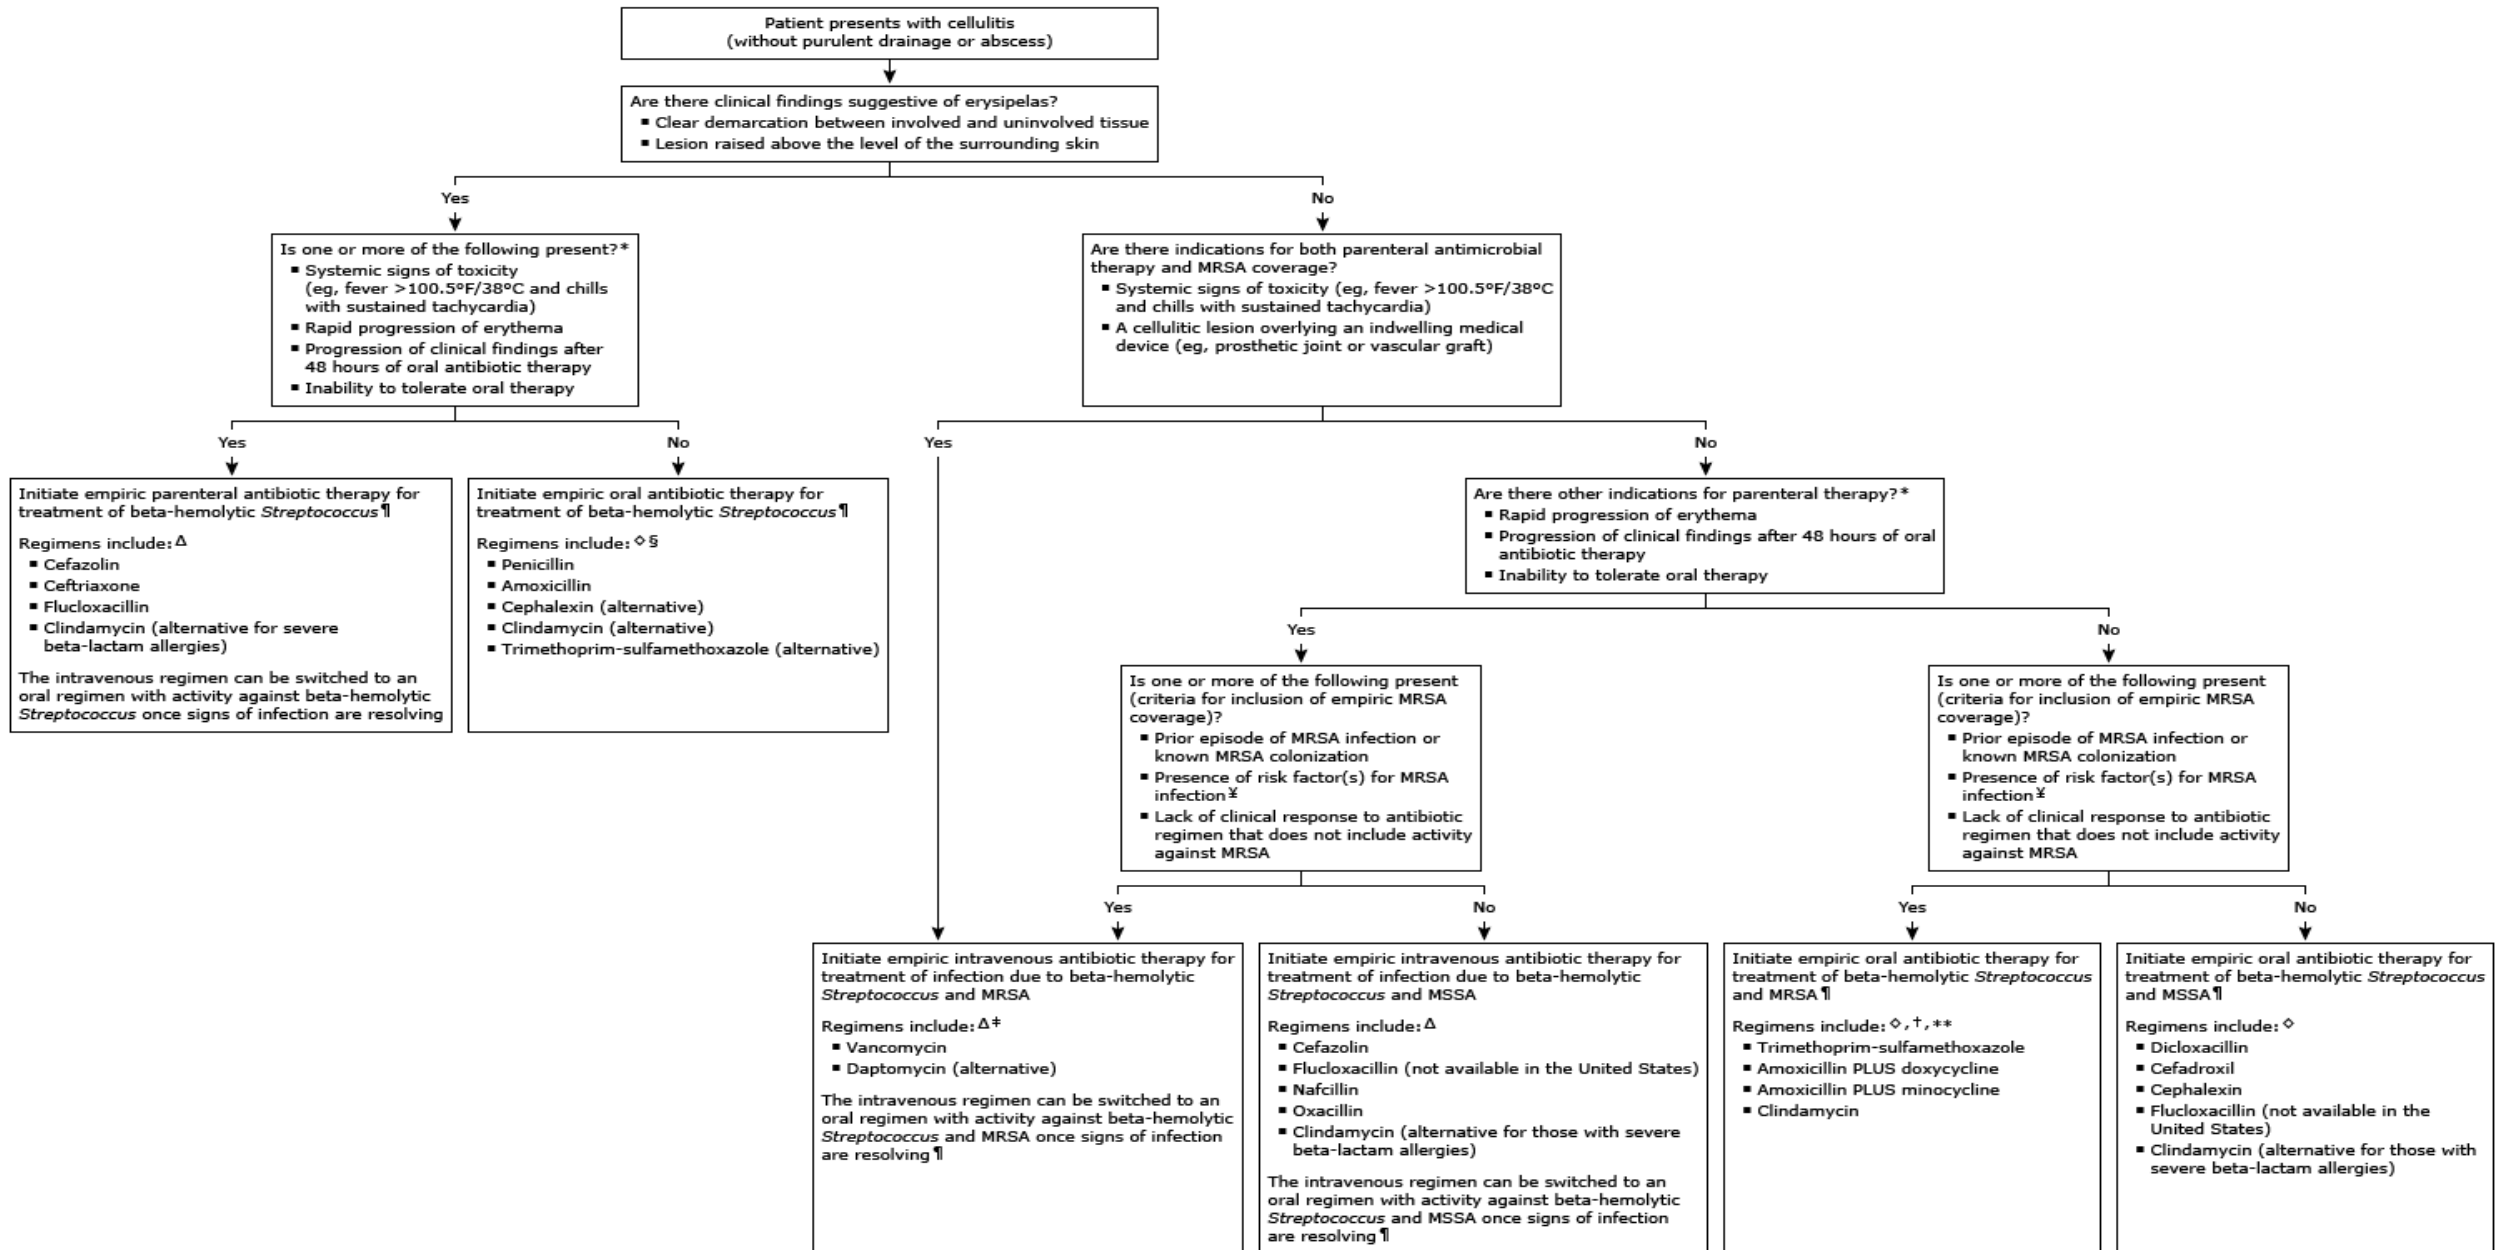 Patient presents with cellulitis
(without purulent drainage or abscess)
Are there clinical findings suggestive of erysipelas?
▪ Clear demarcation between involved and uninvolved tissue
▪ Lesion raised above the level of the surrounding skin
Yes
No
Is one or more of the following present?*
▪ Systemic signs of toxicity
(eg, fever >100.5°F/38°C and chills
with sustained tachycardia)
▪ Rapid progression of erythema
▪ Progression of clinical findings after
48 hours of oral antibiotic therapy
▪ Inability to tolerate oral therapy
Are there indications for both parenteral antimicrobial
therapy and MRSA coverage?
▪ Systemic signs of toxicity (eg, fever >100.5°F/38°C
and chills with sustained tachycardia)
▪ A cellulitic lesion overlying an indwelling medical
device (eg, prosthetic joint or vascular graft)
Yes
No
Yes
No
Initiate empiric parenteral antibiotic therapy for
treatment of beta-hemolytic Streptococcus¶
Regimens include:Δ
▪ Cefazolin
▪ Ceftriaxone
▪ Flucloxacillin
▪ Clindamycin (alternative for severe
beta-lactam allergies)
The intravenous regimen can be switched to an
oral regimen with activity against beta-hemolytic
Streptococcus once signs of infection are resolving
Initiate empiric oral antibiotic therapy for
treatment of beta-hemolytic Streptococcus¶
Regimens include:◇§
▪ Penicillin
▪ Amoxicillin
▪ Cephalexin (alternative)
▪ Clindamycin (alternative)
▪ Trimethoprim-sulfamethoxazole (alternative)
Are there other indications for parenteral therapy?*
▪ Rapid progression of erythema
▪ Progression of clinical findings after 48 hours of oral
antibiotic therapy
▪ Inability to tolerate oral therapy
Yes
No
Is one or more of the following present
(criteria for inclusion of empiric MRSA
coverage)?
▪ Prior episode of MRSA infection or
known MRSA colonization
▪ Presence of risk factor(s) for MRSA
infection¥
▪ Lack of clinical response to antibiotic
regimen that does not include activity
against MRSA
Is one or more of the following present
(criteria for inclusion of empiric MRSA
coverage)?
▪ Prior episode of MRSA infection or
known MRSA colonization
▪ Presence of risk factor(s) for MRSA
infection¥
▪ Lack of clinical response to antibiotic
regimen that does not include activity
against MRSA
Yes
No
Yes
No
Initiate empiric intravenous antibiotic therapy for
treatment of infection due to beta-hemolytic
Streptococcus and MRSA
Regimens include:Δ‡
▪ Vancomycin
▪ Daptomycin (alternative)
The intravenous regimen can be switched to an
oral regimen with activity against beta-hemolytic
Streptococcus and MRSA once signs of infection
are resolving¶
Initiate empiric intravenous antibiotic therapy for
treatment of infection due to beta-hemolytic
Streptococcus and MSSA
Regimens include:Δ
▪ Cefazolin
▪ Flucloxacillin (not available in the United States)
▪ Nafcillin
▪ Oxacillin
▪ Clindamycin (alternative for those with severe
beta-lactam allergies)
The intravenous regimen can be switched to an
oral regimen with activity against beta-hemolytic
Streptococcus and MSSA once signs of infection
are resolving¶
Initiate empiric oral antibiotic therapy for
treatment of beta-hemolytic Streptococcus
and MRSA¶
Regimens include:◇,†,**
▪ Trimethoprim-sulfamethoxazole
▪ Amoxicillin PLUS doxycycline
▪ Amoxicillin PLUS minocycline
▪ Clindamycin
Initiate empiric oral antibiotic therapy for
treatment of beta-hemolytic Streptococcus
and MSSA¶
Regimens include:◇
▪ Dicloxacillin
▪ Cefadroxil
▪ Cephalexin
▪ Flucloxacillin (not available in the
United States)
▪ Clindamycin (alternative for those with
severe beta-lactam allergies)